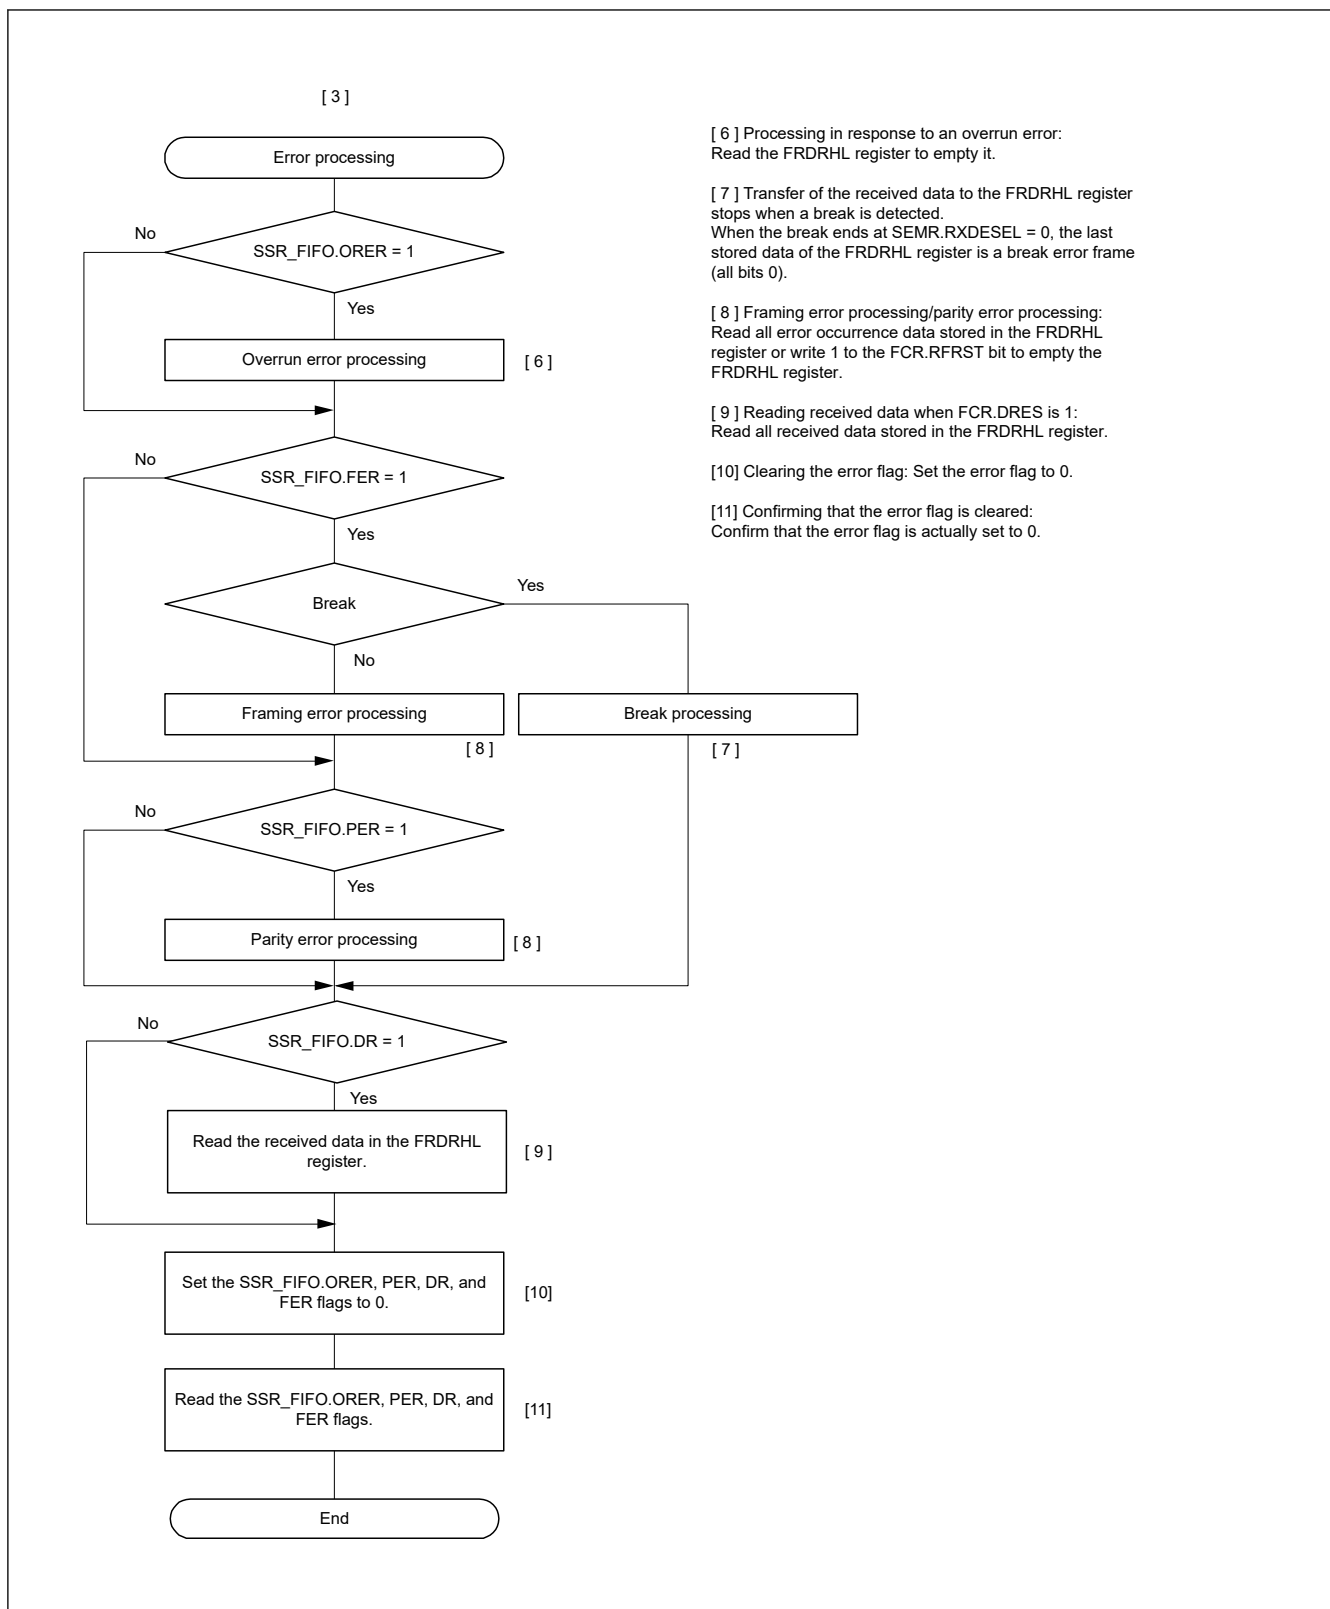 [ 3 ]
Error processing
No
SSR_FIFO.ORER = 1
Yes
Overrun error processing
[ 6 ]
No
SSR_FIFO.FER = 1
Yes
Break
Yes
No
Framing error processing
[ 8 ]
Break processing
[ 7 ]
No
SSR_FIFO.PER = 1
Yes
Parity error processing
[ 8 ]
No
SSR_FIFO.DR = 1
Yes
Read the received data in the FRDRHL
register.
[ 9 ]
Set the SSR_FIFO.ORER, PER, DR, and
FER flags to 0.
[10]
Read the SSR_FIFO.ORER, PER, DR, and
FER flags.
[11]
End
[ 6 ] Processing in response to an overrun error:
Read the FRDRHL register to empty it.
[ 7 ] Transfer of the received data to the FRDRHL register
stops when a break is detected.
When the break ends at SEMR.RXDESEL = 0, the last
stored data of the FRDRHL register is a break error frame
(all bits 0).
[ 8 ] Framing error processing/parity error processing:
Read all error occurrence data stored in the FRDRHL
register or write 1 to the FCR.RFRST bit to empty the
FRDRHL register.
[ 9 ] Reading received data when FCR.DRES is 1:
Read all received data stored in the FRDRHL register.
[10] Clearing the error flag: Set the error flag to 0.
[11] Confirming that the error flag is cleared:
Confirm that the error flag is actually set to 0.